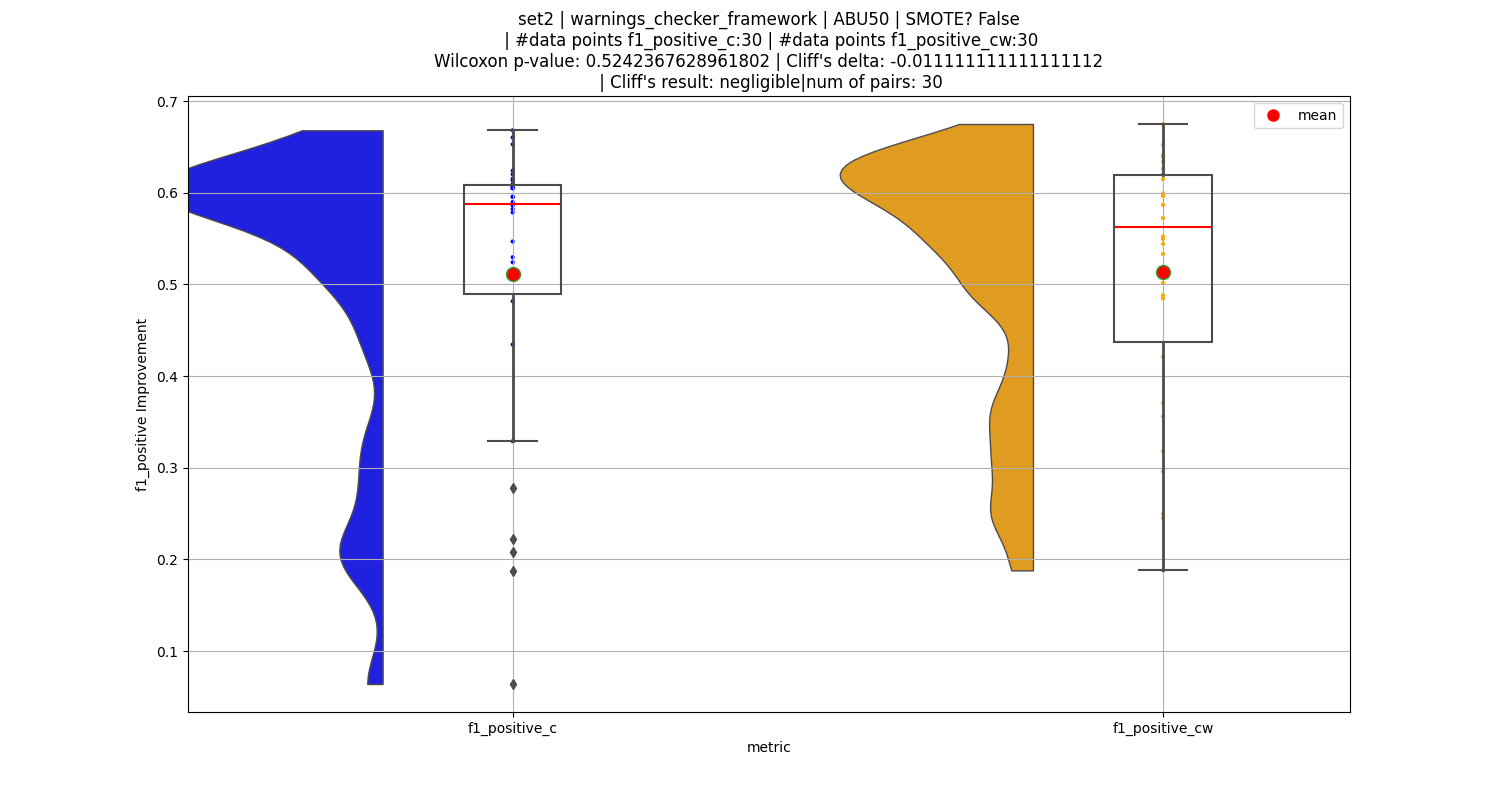 set2 | warnings_checker_framework | ABU50 | SMOTE? False
| #data points f1_positive_c:30 | #data points f1_positive_cw:30
Wilcoxon p-value: 0.5242367628961802 | Cliff's delta: -0.011111111111111112
| Cliff's result: negligible|num of pairs: 30
mean
0.7
0.6
0.5
0.4
0.3
0.2
0.1
f1_positive Improvement
f1_positive_c
f1_positive_cw
metric